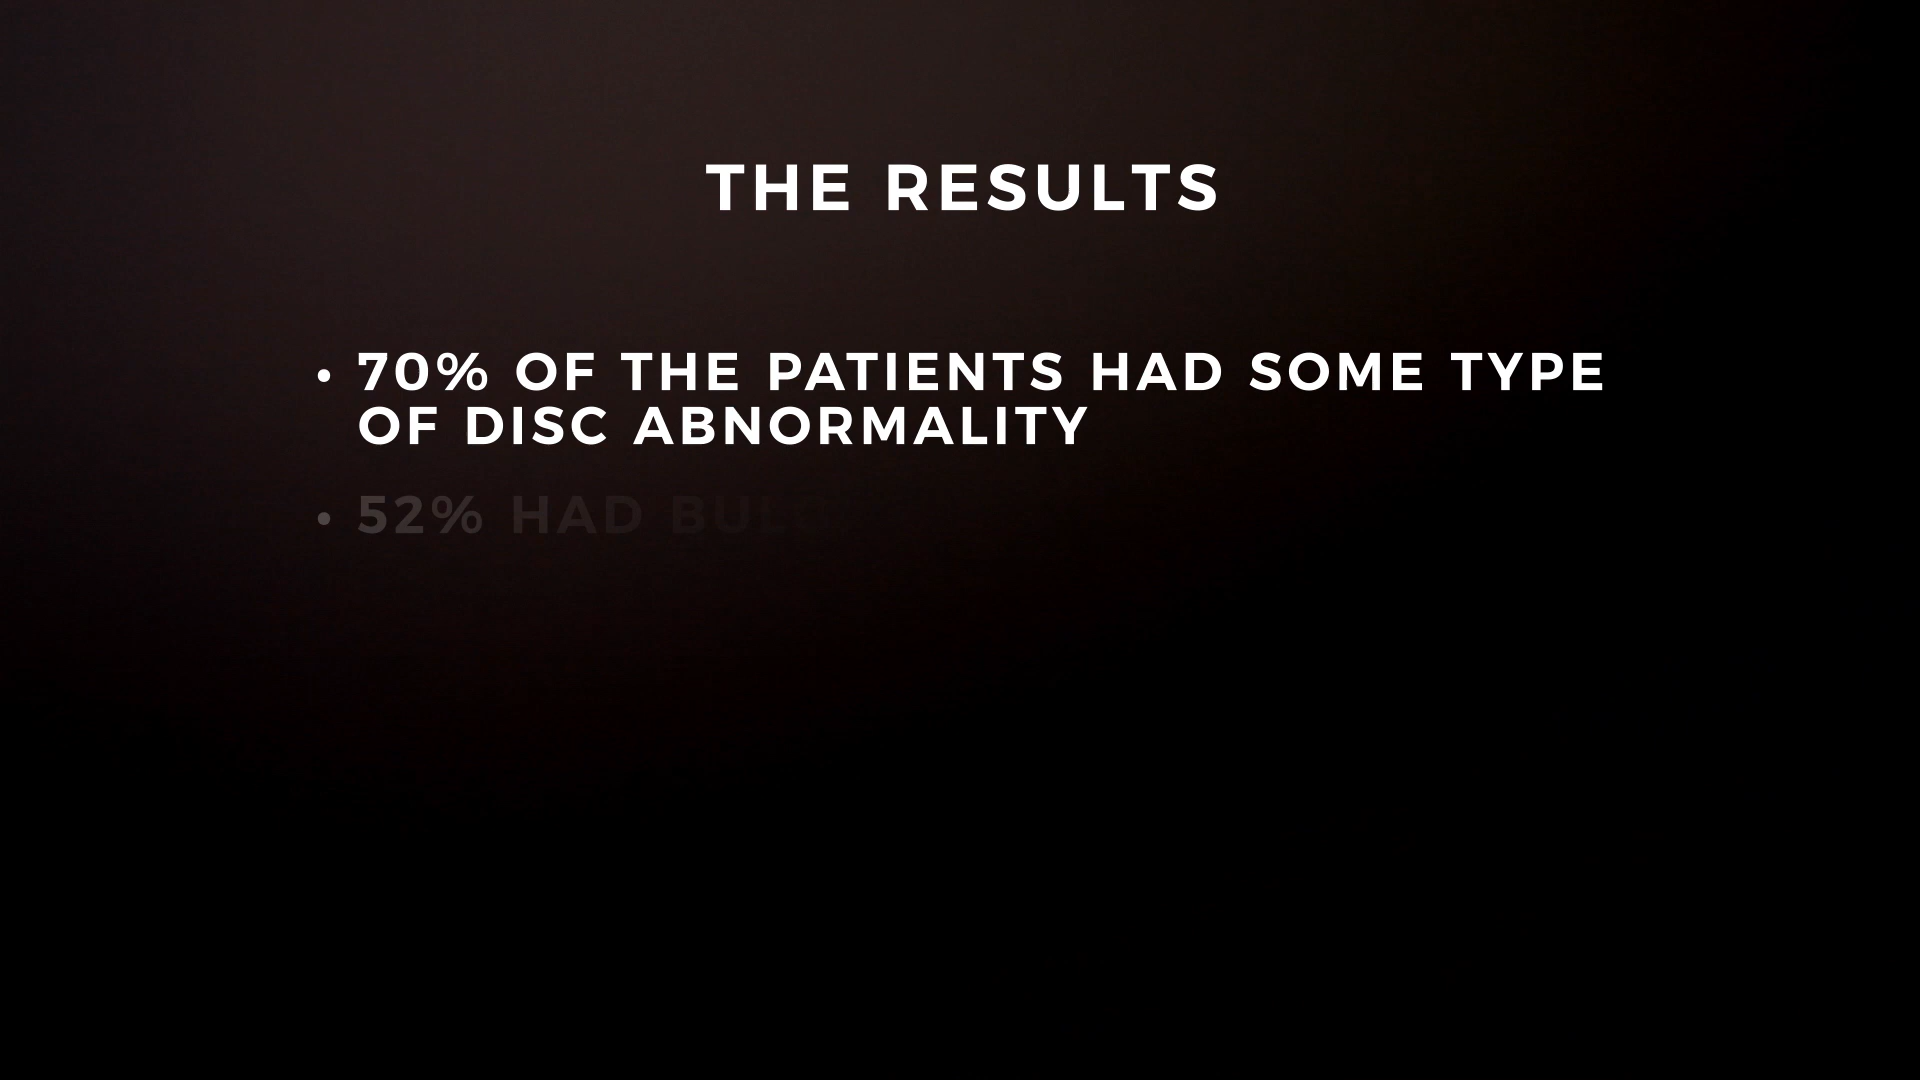 THE RESULTS
• 70% OF THE PATIENTS HAD SOME TYPE
OF DISC ABNORMALITY
• 52% HAD